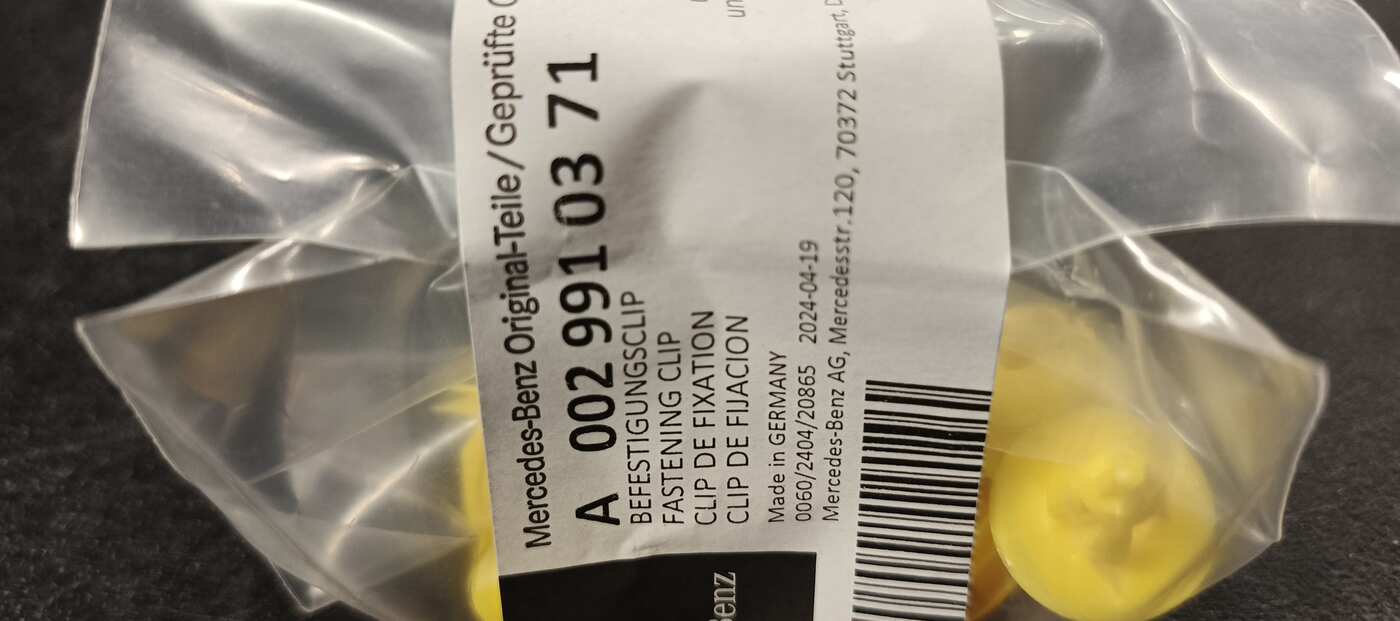 Mercedes-Benz Original-Teile/Geprüfte
A 002 991 03 71
BEFESTIGUNGSCLIP
FASTENING CLIP
CLIP DE FIXATION
CLIP DE FIJACION
Made in GERMANY
0060/2404/20865 2024-04-19
Mercedes-Benz AG, Mercedesstr.120, 70372 Stuttgart,